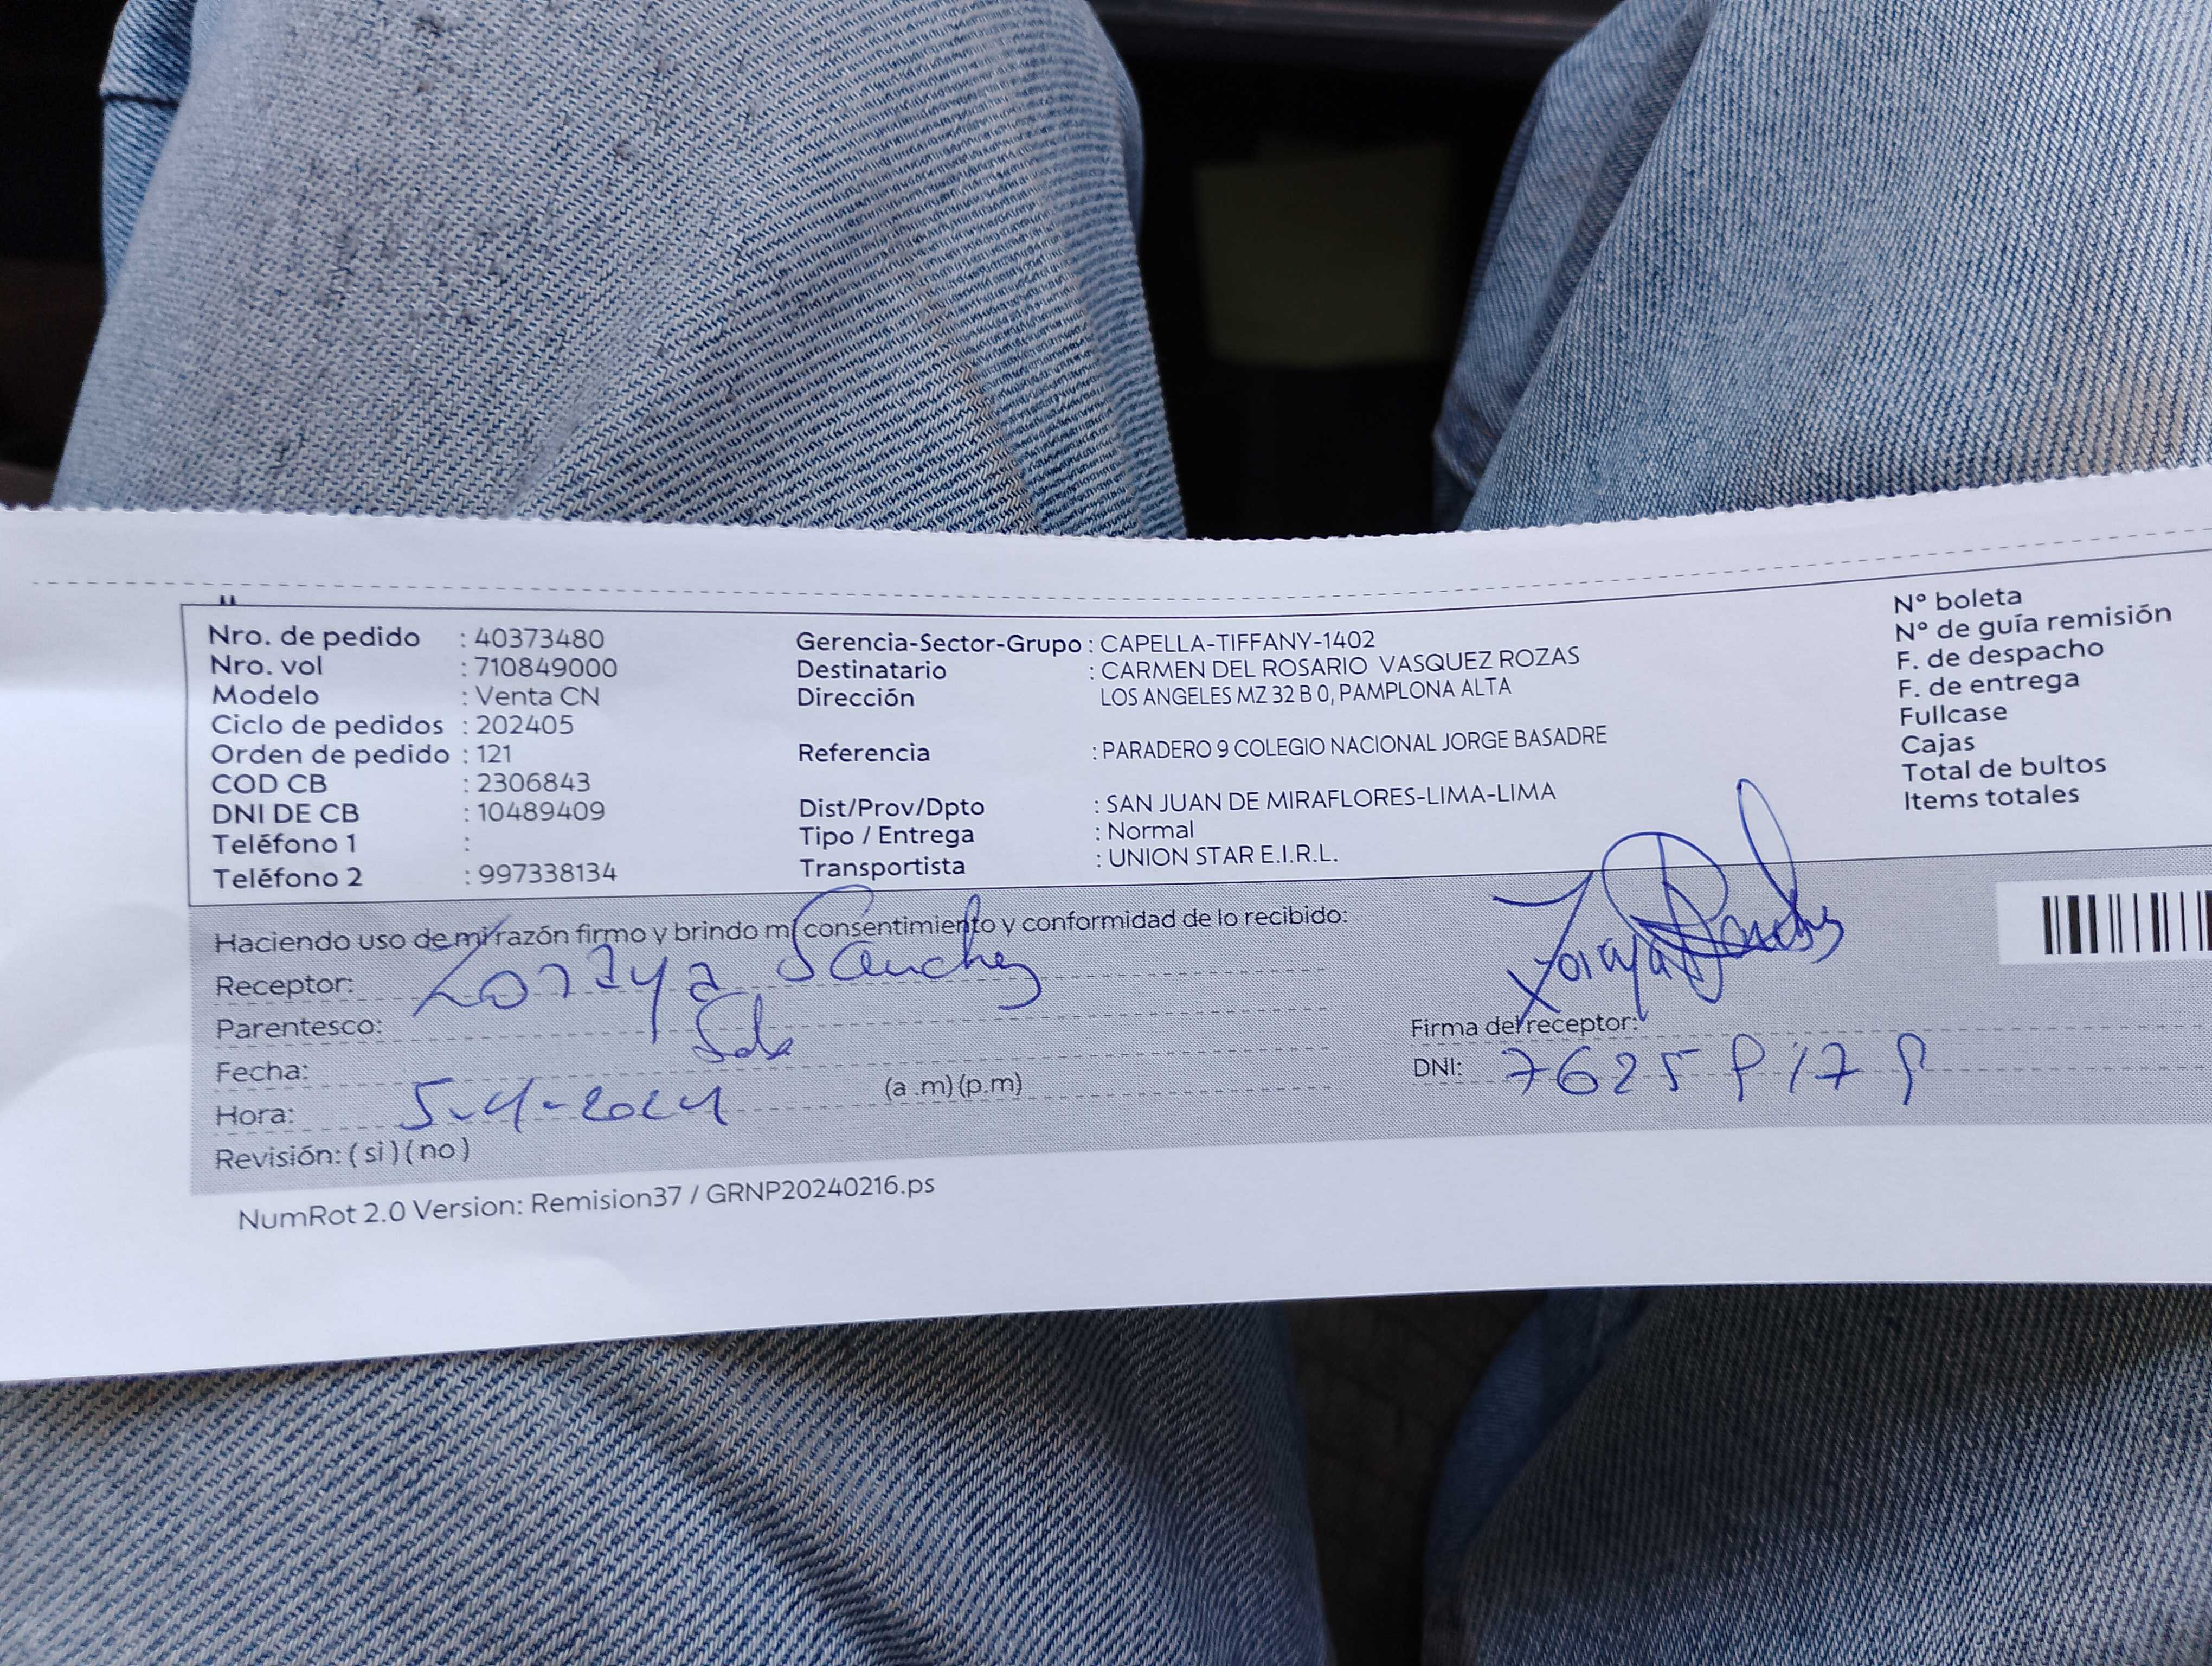 Nro. de pedido : 40373480
Nro. vol : 710849000
Modelo : Venta CN
Ciclo de pedidos : 202405
Orden de pedido : 121
COD CB : 2306843
DNI DE CB : 10489409
Teléfono 1 :
Teléfono 2 : 997338134
Gerencia-Sector-Grupo : CAPELLA-TIFFANY-1402
Destinatario : CARMEN DEL ROSARIO VASQUEZ ROZAS
Dirección LOS ANGELES MZ 32 B 0, PAMPLONA ALTA
Referencia : PARADERO 9 COLEGIO NACIONAL JORGE BASADRE
Dist/Prov/Dpto : SAN JUAN DE MIRAFLORES-LIMA-LIMA
Tipo / Entrega : Normal
Transportista : UNION STAR E.I.R.L.
N° boleta
N° de guía remisión
F. de despacho
F. de entrega
Fullcase
Cajas
Total de bultos
Items totales
Haciendo uso de mi razón firmo y brindo mi consentimiento y conformidad de lo recibido:
Receptor: Zoraya Sanchez
Parentesco:
Fecha:
Hora: 5-4-2024 (a .m) (p.m)
Revisión: ( si ) ( no )
Firma del receptor:
DNI:
NumRot 2.0 Version: Remision37 / GRNP20240216.ps